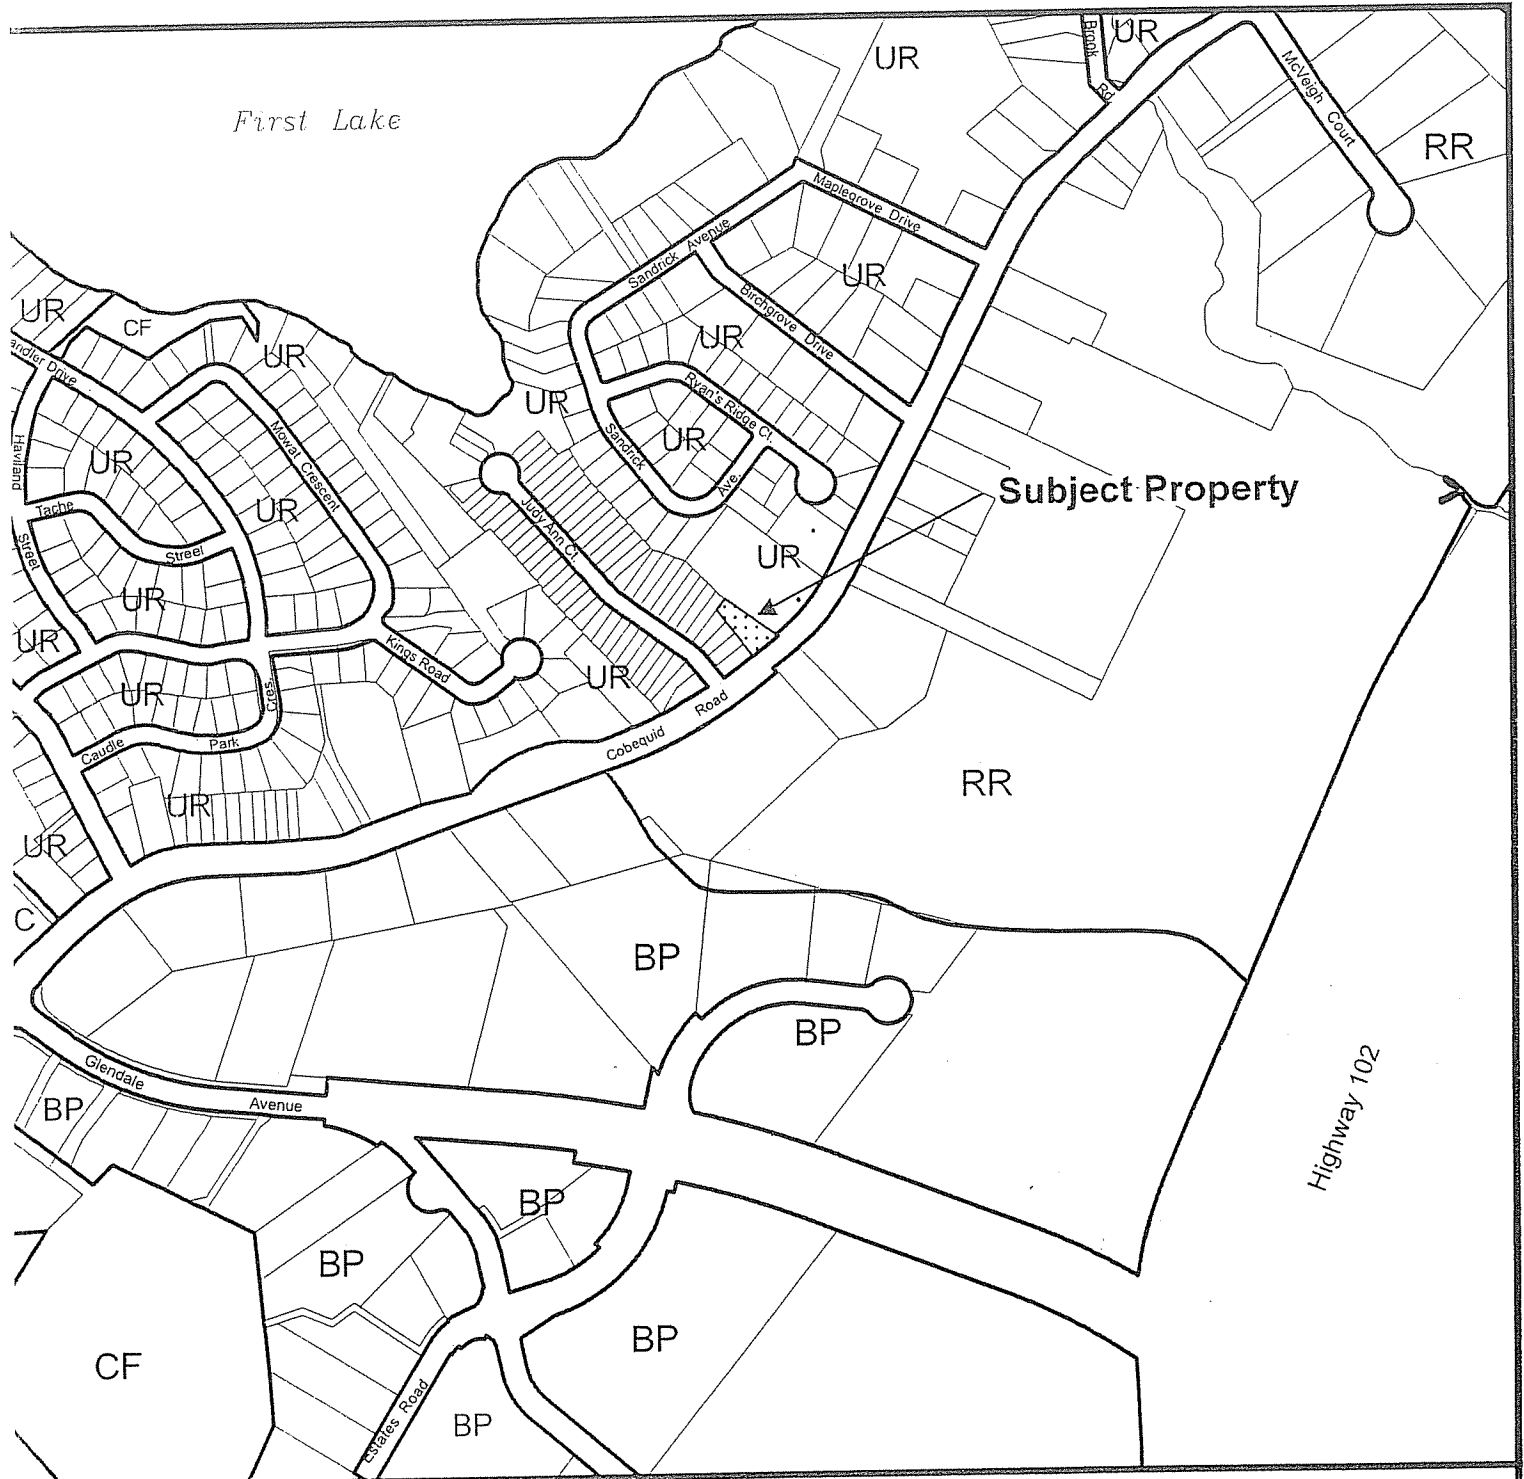 UR
Brook
Rd
UR
McVeigh Court
First Lake
RR
Maplegrove Drive
Sandrick Avenue
UR
UR
CF
Birchgrove Drive
UR
UR
andler Drive
Ryan's Ridge Ct.
UR
Haviland
Mowat Crescent
Sandrick
UR
UR
Ave.
Subject Property
Tache
UR
Judy Ann Ct.
Street
Street
UR
UR
UR
Kings Road
UR
UR
Cres.
Road
Caudle
Park
Cobequid
RR
UR
UR
C
BP
BP
Glendale
Avenue
BP
Highway 102
BP
BP
BP
CF
Estates Road
BP